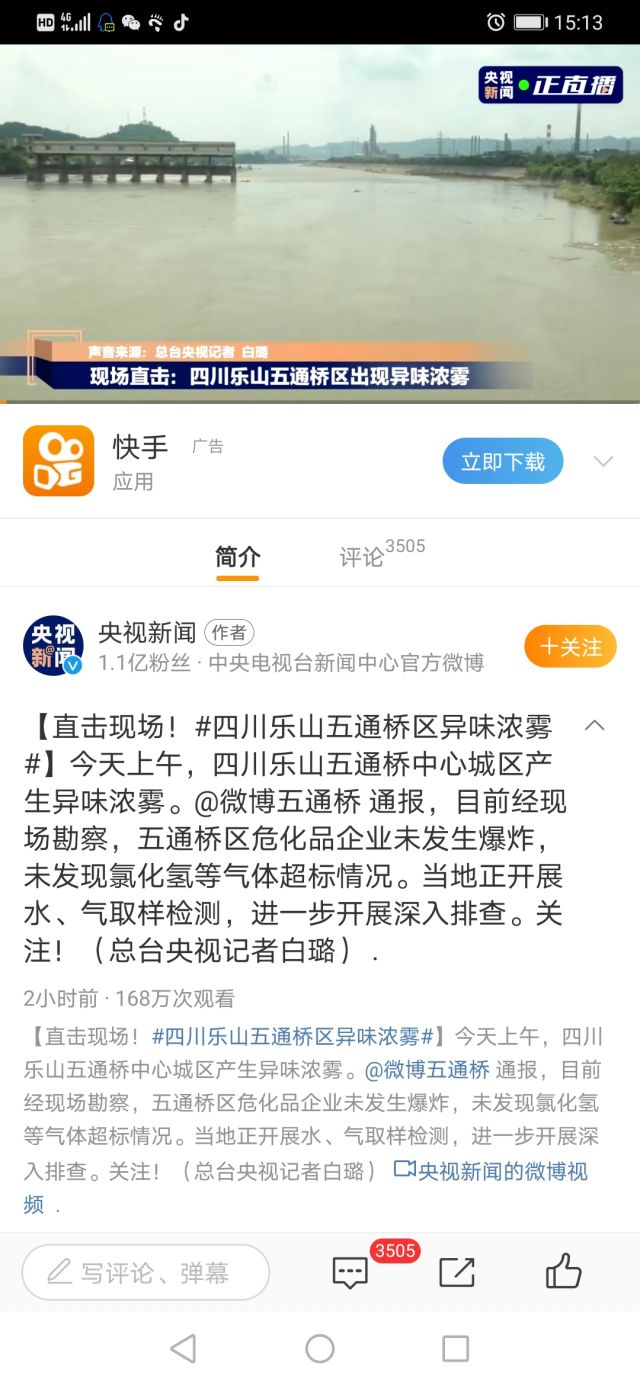 HD 4G 15:13
央视新闻 正直播
声音来源：总台央视记者 白璐
现场直击：四川乐山五通桥区出现异味浓雾
快手 广告
应用
立即下载
简介 评论3505
央视新闻 作者
1.1亿粉丝 · 中央电视台新闻中心官方微博
+关注
【直击现场！#四川乐山五通桥区异味浓雾
#】今天上午，四川乐山五通桥中心城区产
生异味浓雾。@微博五通桥 通报，目前经现
场勘察，五通桥区危化品企业未发生爆炸，
未发现氯化氢等气体超标情况。当地正开展
水、气取样检测，进一步开展深入排查。关
注！（总台央视记者白璐）.
2小时前 · 168万次观看
【直击现场！#四川乐山五通桥区异味浓雾#】今天上午，四川
乐山五通桥中心城区产生异味浓雾。@微博五通桥 通报，目前
经现场勘察，五通桥区危化品企业未发生爆炸，未发现氯化氢
等气体超标情况。当地正开展水、气取样检测，进一步开展深
入排查。关注！（总台央视记者白璐） 央视新闻的微博视
频 .
写评论、弹幕
3505